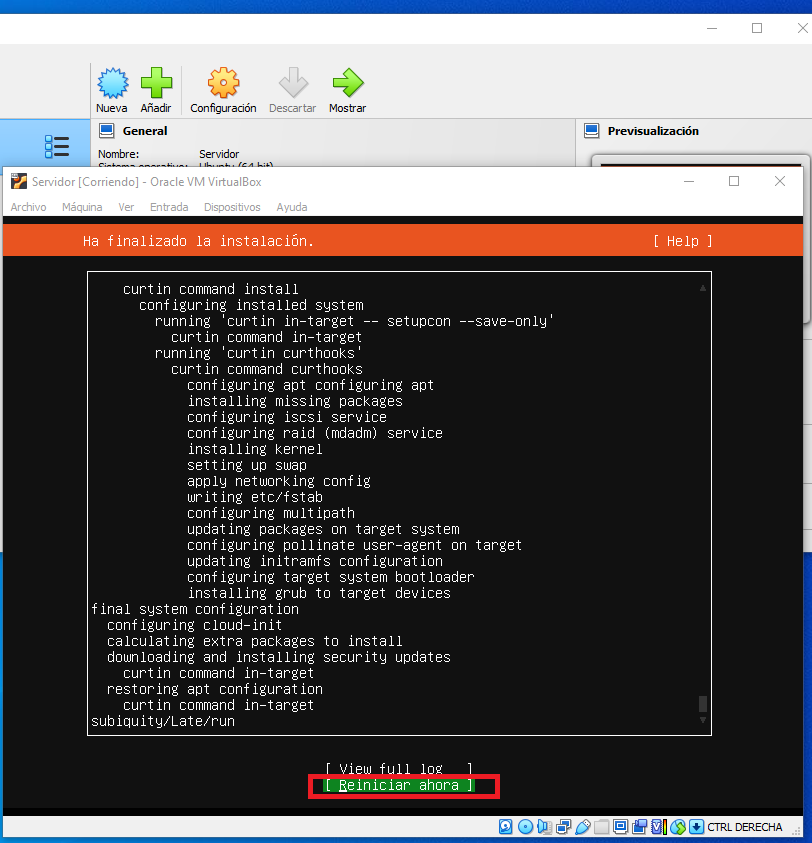 Nueva Añadir Configuración Descartar Mostrar
General
Previsualización
Nombre: Servidor
Sistema operativo: Ubuntu (64 bit)
Servidor [Corriendo] - Oracle VM VirtualBox
Archivo Máquina Ver Entrada Dispositivos Ayuda
Ha finalizado la instalación. [ Help ]
curtin command install
configuring installed system
running 'curtin in-target -- setupcon --save-only'
curtin command in-target
running 'curtin curthooks'
curtin command curthooks
configuring apt configuring apt
installing missing packages
configuring iscsi service
configuring raid (mdadm) service
installing kernel
setting up swap
apply networking config
writing etc/fstab
configuring multipath
updating packages on target system
configuring pollinate user-agent on target
updating initramfs configuration
configuring target system bootloader
installing grub to target devices
final system configuration
configuring cloud-init
calculating extra packages to install
downloading and installing security updates
curtin command in-target
restoring apt configuration
curtin command in-target
subiquity/Late/run
[ View full log ]
[ Reiniciar ahora ]
CTRL DERECHA